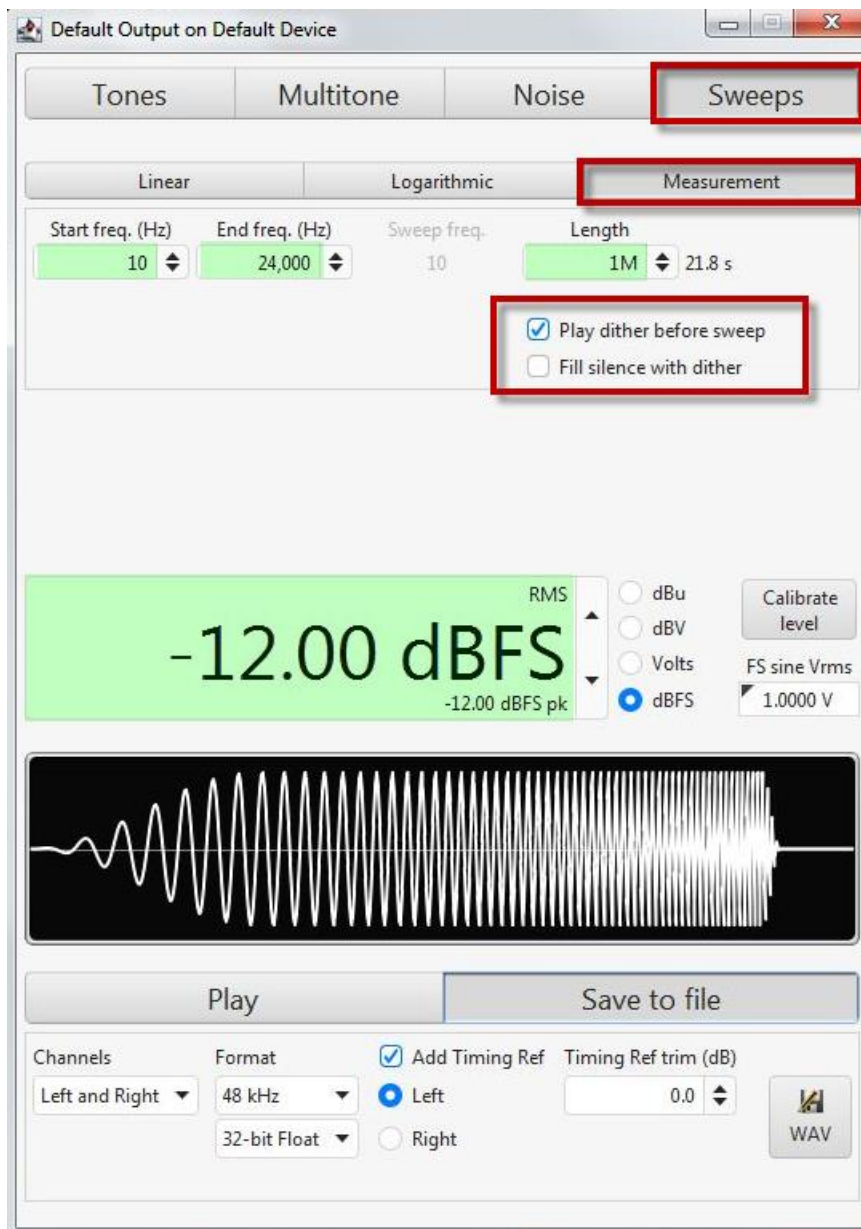 Default Output on Default Device
Tones Multitone Noise Sweeps
Linear Logarithmic Measurement
Start freq. (Hz) End freq. (Hz) Sweep freq. Length
10 24,000 10 1M 21.8 s
Play dither before sweep
Fill silence with dither
RMS
-12.00 dBFS
-12.00 dBFS pk
dBu
dBV
Volts
dBFS
Calibrate
level
FS sine Vrms
1.0000 V
Play Save to file
Channels Format Add Timing Ref Timing Ref trim (dB)
Left and Right 48 kHz Left 0.0
32-bit Float Right WAV